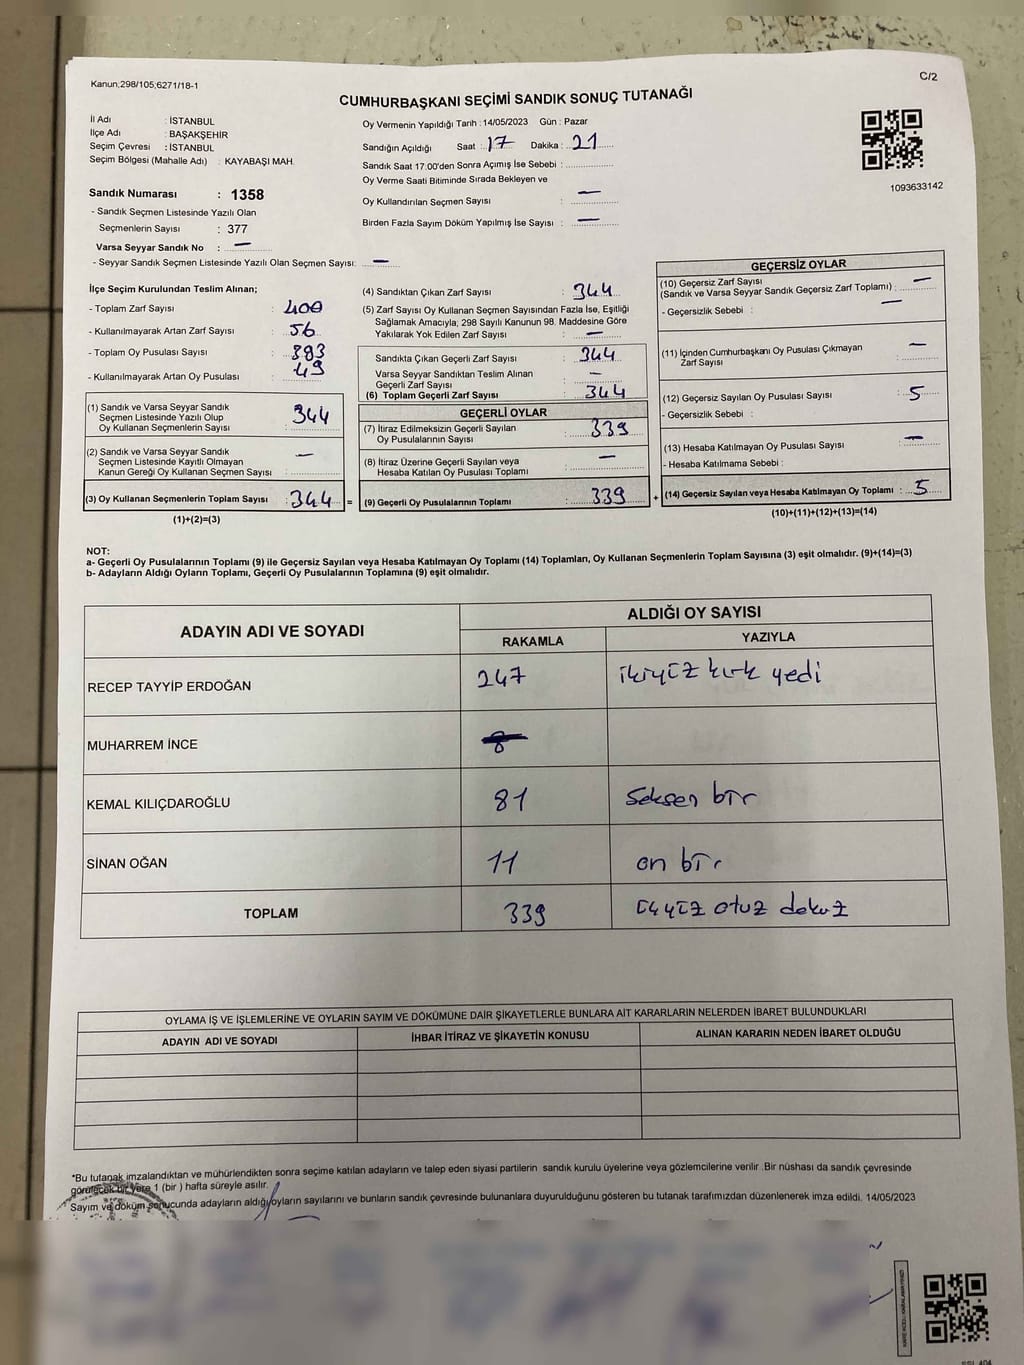 Kanun;298/105;6271/18-1
C/2
CUMHURBAŞKANI SEÇİMİ SANDIK SONUÇ TUTANAĞI
İl Adı : İSTANBUL
İlçe Adı : BAŞAKŞEHİR
Seçim Çevresi : İSTANBUL
Seçim Bölgesi (Mahalle Adı) : KAYABAŞI MAH.
Sandık Numarası : 1358
- Sandık Seçmen Listesinde Yazılı Olan
Seçmenlerin Sayısı : 377
Varsa Seyyar Sandık No : —
- Seyyar Sandık Seçmen Listesinde Yazılı Olan Seçmen Sayısı: —
Oy Vermenin Yapıldığı Tarih : 14/05/2023 Gün : Pazar
Sandığın Açıldığı Saat : 17 Dakika : 21
Sandık Saat 17.00'den Sonra Açımış İse Sebebi :
Oy Verme Saati Bitiminde Sırada Bekleyen ve
Oy Kullandırılan Seçmen Sayısı : —
Birden Fazla Sayım Döküm Yapılmış İse Sayısı : —
1093633142
İlçe Seçim Kurulundan Teslim Alınan;
- Toplam Zarf Sayısı : 400
- Kullanılmayarak Artan Zarf Sayısı : 56
- Toplam Oy Pusulası Sayısı : 393
- Kullanılmayarak Artan Oy Pusulası : 49
(1) Sandık ve Varsa Seyyar Sandık
Seçmen Listesinde Yazılı Olup
Oy Kullanan Seçmenlerin Sayısı : 344
(2) Sandık ve Varsa Seyyar Sandık
Seçmen Listesinde Kayıtlı Olmayan
Kanun Gereği Oy Kullanan Seçmen Sayısı : —
(3) Oy Kullanan Seçmenlerin Toplam Sayısı : 344 =
(1)+(2)=(3)
(4) Sandıktan Çıkan Zarf Sayısı : 344
(5) Zarf Sayısı Oy Kullanan Seçmen Sayısından Fazla İse, Eşitliği
Sağlamak Amacıyla; 298 Sayılı Kanunun 98. Maddesine Göre
Yakılarak Yok Edilen Zarf Sayısı : —
Sandıkta Çıkan Geçerli Zarf Sayısı : 344
Varsa Seyyar Sandıktan Teslim Alınan
Geçerli Zarf Sayısı : —
(6) Toplam Geçerli Zarf Sayısı : 344
GEÇERLİ OYLAR
(7) İtiraz Edilmeksizin Geçerli Sayılan
Oy Pusulalarının Sayısı : 339
(8) İtiraz Üzerine Geçerli Sayılan veya
Hesaba Katılan Oy Pusulası Toplamı : —
(9) Geçerli Oy Pusulalarının Toplamı : 339 +
GEÇERSİZ OYLAR
(10) Geçersiz Zarf Sayısı
(Sandık ve Varsa Seyyar Sandık Geçersiz Zarf Toplamı) : —
- Geçersizlik Sebebi : —
(11) İçinden Cumhurbaşkanı Oy Pusulası Çıkmayan
Zarf Sayısı : —
(12) Geçersiz Sayılan Oy Pusulası Sayısı : 5
- Geçersizlik Sebebi :
(13) Hesaba Katılmayan Oy Pusulası Sayısı : —
- Hesaba Katılmama Sebebi :
(14) Geçersiz Sayılan veya Hesaba Katılmayan Oy Toplamı : 5
(10)+(11)+(12)+(13)=(14)
NOT:
a- Geçerli Oy Pusulalarının Toplamı (9) ile Geçersiz Sayılan veya Hesaba Katılmayan Oy Toplamı (14) Toplamları, Oy Kullanan Seçmenlerin Toplam Sayısına (3) eşit olmalıdır. (9)+(14)=(3)
b- Adayların Aldığı Oyların Toplamı, Geçerli Oy Pusulalarının Toplamına (9) eşit olmalıdır.
ADAYIN ADI VE SOYADI
ALDIĞI OY SAYISI
RAKAMLA YAZIYLA
RECEP TAYYİP ERDOĞAN 247 ikiyüz kırk yedi
MUHARREM İNCE
KEMAL KILIÇDAROĞLU 81 Seksen bir
SİNAN OĞAN 11 on bir
TOPLAM 339 üçyüz otuz dokuz
OYLAMA İŞ VE İŞLEMLERİNE VE OYLARIN SAYIM VE DÖKÜMÜNE DAİR ŞİKAYETLERLE BUNLARA AİT KARARLARIN NELERDEN İBARET BULUNDUKLARI
ADAYIN ADI VE SOYADI İHBAR İTİRAZ VE ŞİKAYETİN KONUSU ALINAN KARARIN NEDEN İBARET OLDUĞU
*Bu tutanak imzalandıktan ve mühürlendikten sonra seçime katılan adayların ve talep eden siyasi partilerin sandık kurulu üyelerine veya gözlemcilerine verilir .Bir nüshası da sandık çevresinde
görülecek bir yere 1 (bir ) hafta süreyle asılır.
Sayım ve döküm sonucunda adayların aldığı oyların sayılarını ve bunların sandık çevresinde bulunanlara duyurulduğunu gösteren bu tutanak tarafımızdan düzenlenerek imza edildi. 14/05/2023